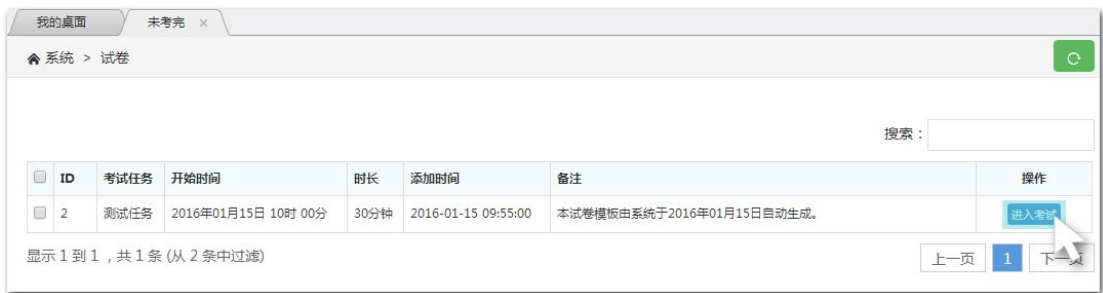 我的桌面 未考完 ×
系统 > 试卷
搜索：
ID 考试任务 开始时间 时长 添加时间 备注 操作
2 测试任务 2016年01月15日 10时 00分 30分钟 2016-01-15 09:55:00 本试卷模板由系统于2016年01月15日自动生成。 进入考试
显示 1 到 1 ，共 1 条 (从 2 条中过滤) 上一页 1 下一页